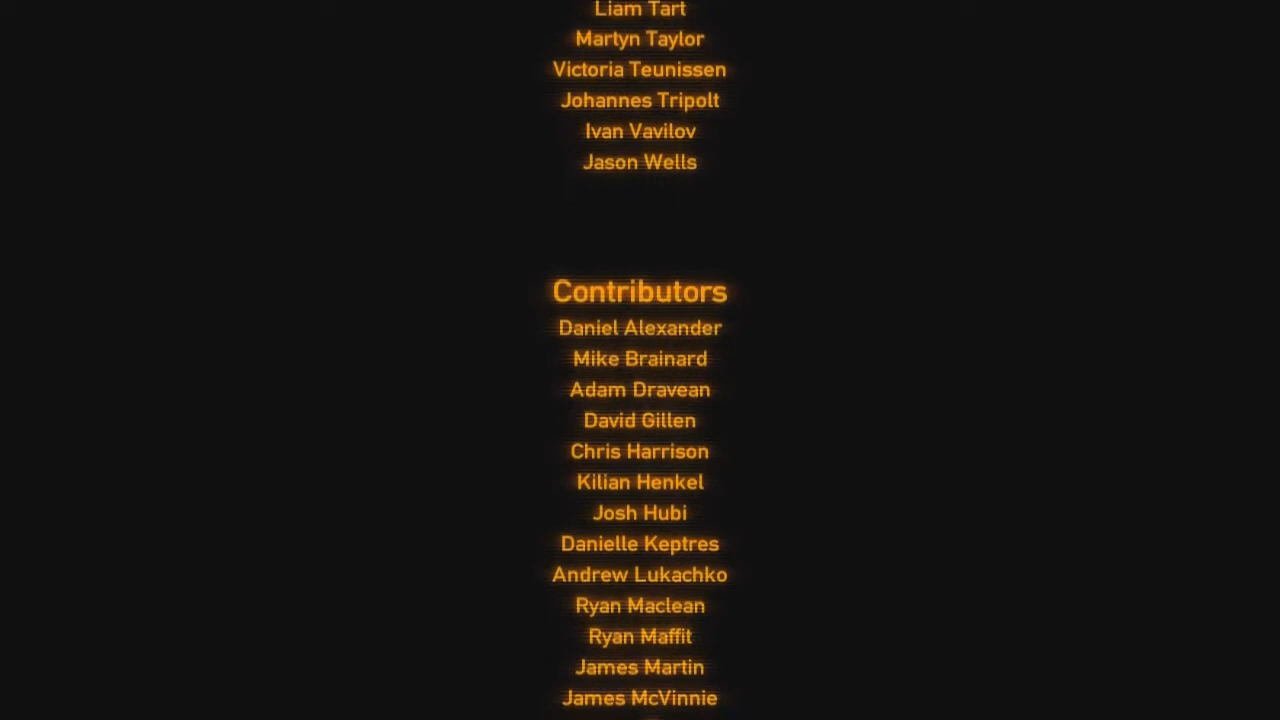 Liam Tart
Martyn Taylor
Victoria Teunissen
Johannes Tripolt
Ivan Vavilov
Jason Wells
Contributors
Daniel Alexander
Mike Brainard
Adam Dravean
David Gillen
Chris Harrison
Kilian Henkel
Josh Hubi
Danielle Keptres
Andrew Lukachko
Ryan Maclean
Ryan Maffit
James Martin
James McVinnie